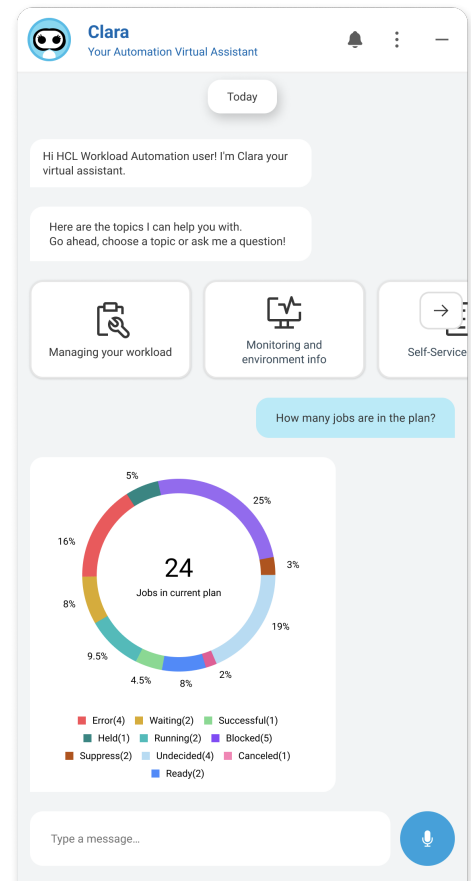 Clara
Your Automation Virtual Assistant
Today
Hi HCL Workload Automation user! I'm Clara your
virtual assistant.
Here are the topics I can help you with.
Go ahead, choose a topic or ask me a question!
Managing your workload
Monitoring and
environment info
Self-Service
How many jobs are in the plan?
5%
25%
16%
3%
24
Jobs in current plan
8%
19%
9.5%
4.5%
8%
2%
Error(4) Waiting(2) Successful(1)
Held(1) Running(2) Blocked(5)
Suppress(2) Undecided(4) Canceled(1)
Ready(2)
Type a message...